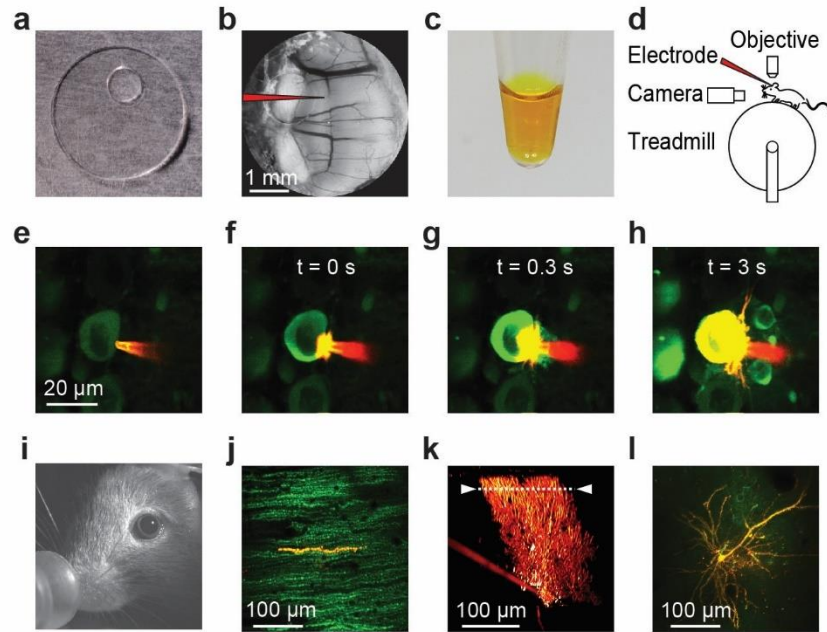 a
b
c
d
1 mm
Electrode
Objective
Camera
Treadmill
e
f
g
h
20 µm
t = 0 s
t = 0.3 s
t = 3 s
i
j
k
l
100 µm
100 µm
100 µm